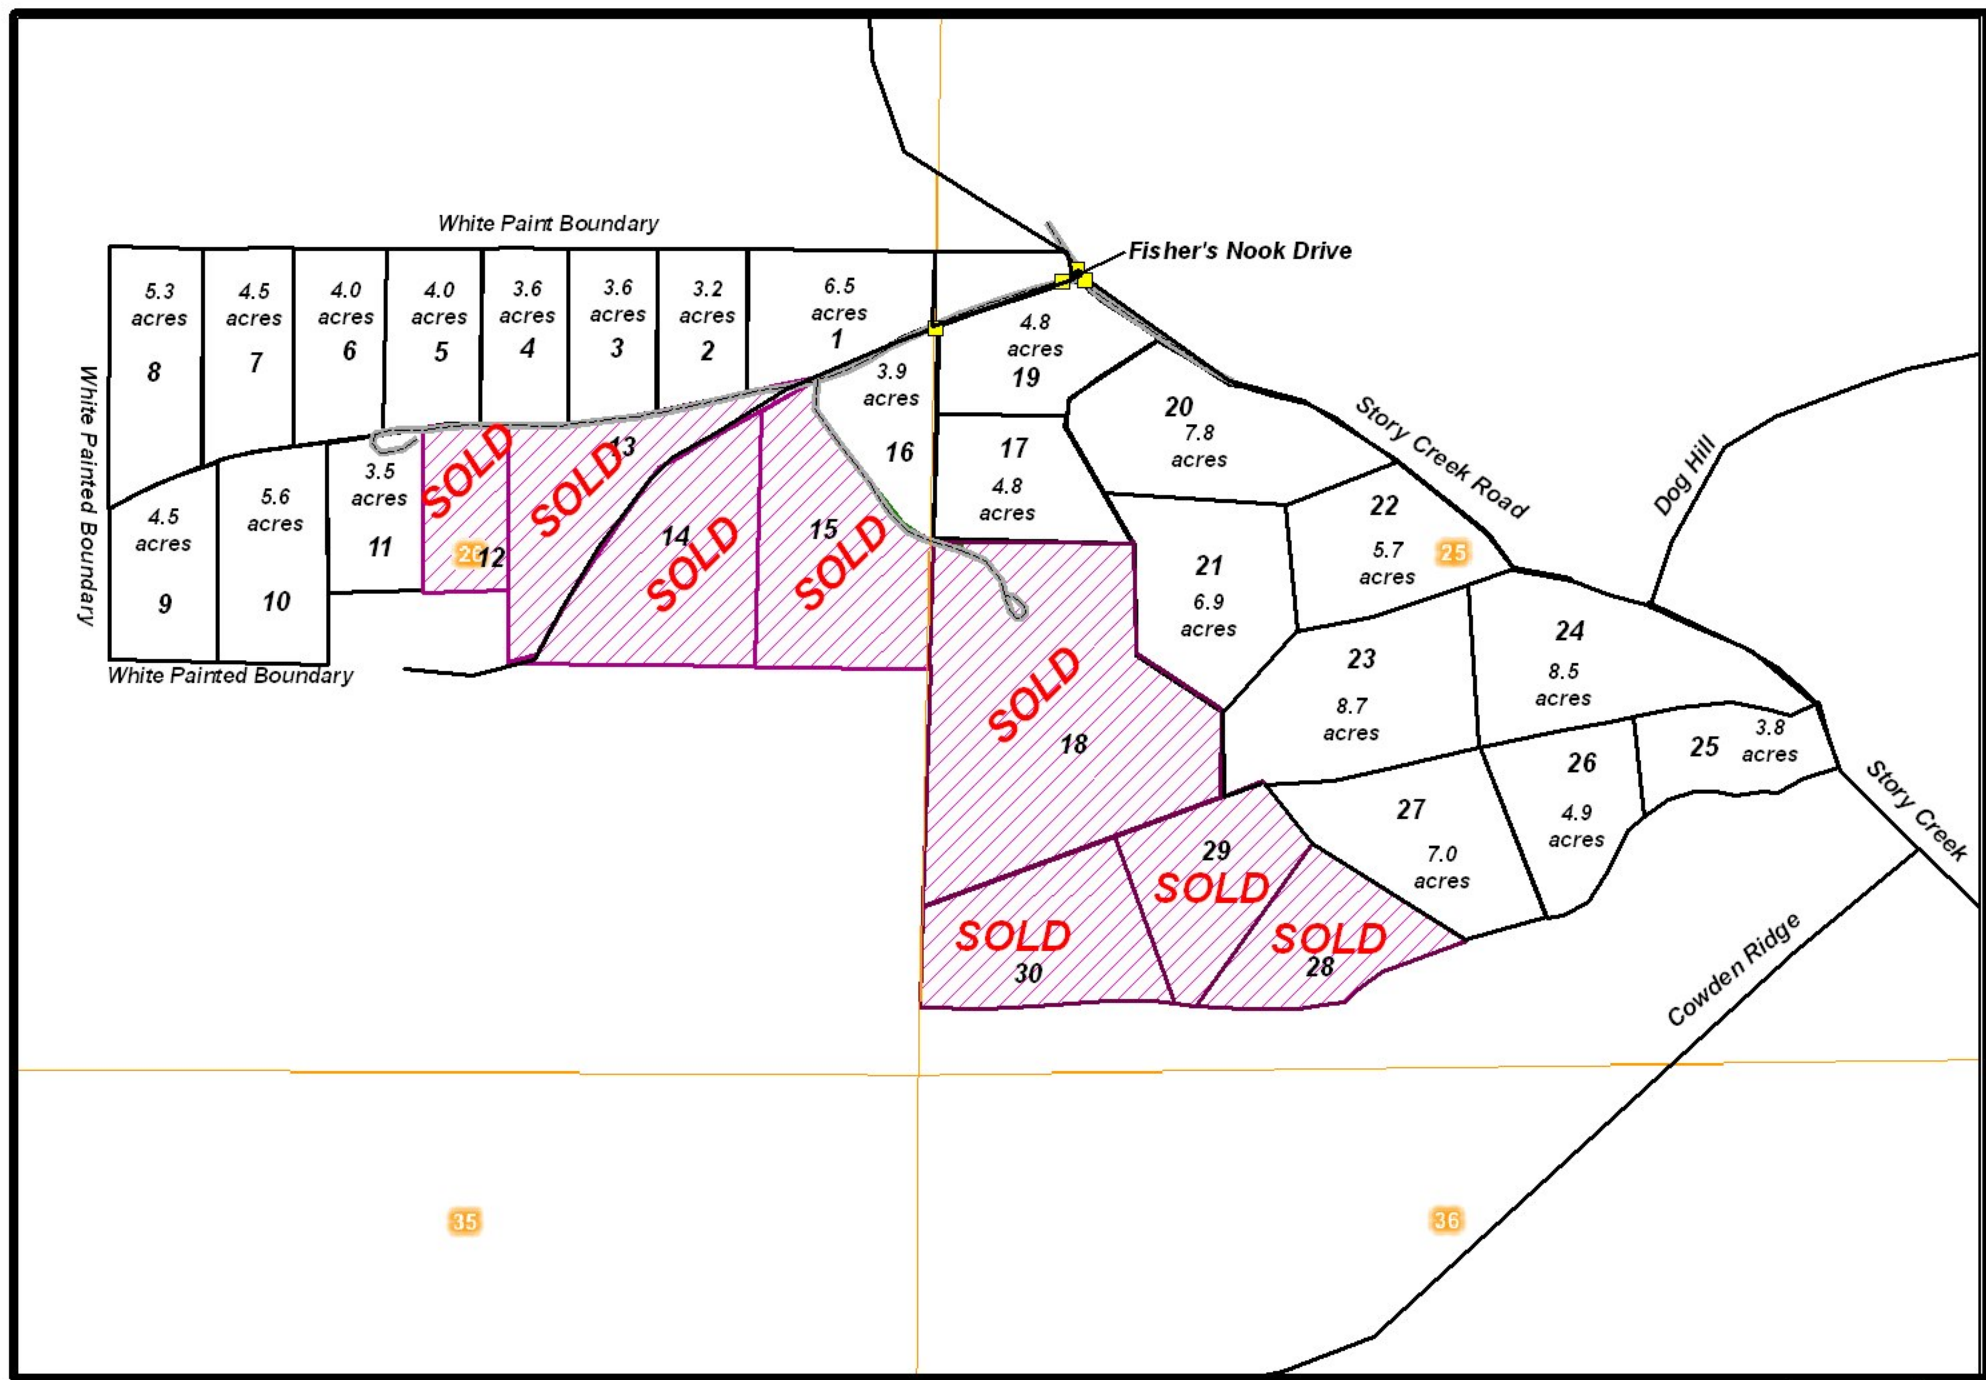 White Paint Boundary
Fisher's Nook Drive
5.3
acres
8
4.5
acres
7
4.0
acres
6
4.0
acres
5
3.6
acres
4
3.6
acres
3
3.2
acres
2
6.5
acres
1
4.8
acres
19
3.9
acres
16
White Painted Boundary
4.5
acres
9
5.6
acres
10
3.5
acres
11
SOLD
12
SOLD
13
14
SOLD
15
SOLD
17
4.8
acres
20
7.8
acres
Story Creek Road
22
5.7
acres
25
Dog Hill
21
6.9
acres
White Painted Boundary
SOLD
18
23
8.7
acres
24
8.5
acres
25
3.8
acres
26
4.9
acres
27
7.0
acres
Story Creek
29
SOLD
SOLD
30
SOLD
28
Cowden Ridge
35
36